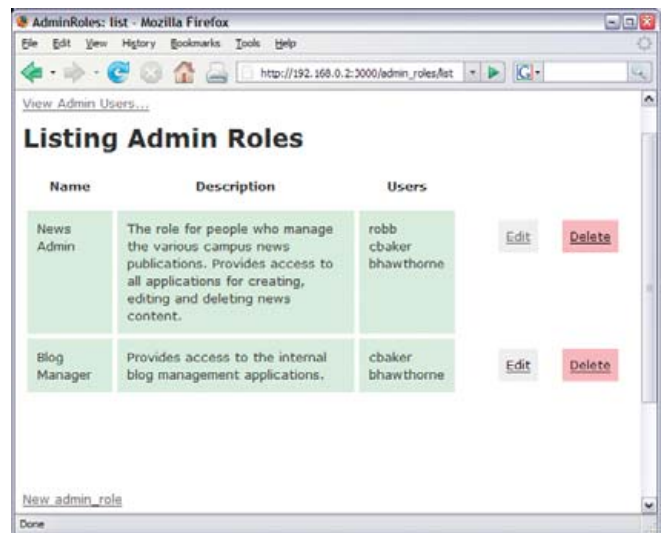 AdminRoles: list - Mozilla Firefox
File Edit View History Bookmarks Tools Help
http://192.168.0.2:3000/admin_roles/list
View Admin Users...
Listing Admin Roles
Name Description Users
News Admin
The role for people who manage
the various campus news
publications. Provides access to
all applications for creating,
editing and deleting news
content.
robb
cbaker
bhawthorne
Edit Delete
Blog Manager
Provides access to the internal
blog management applications.
cbaker
bhawthorne
Edit Delete
New admin_role
Done